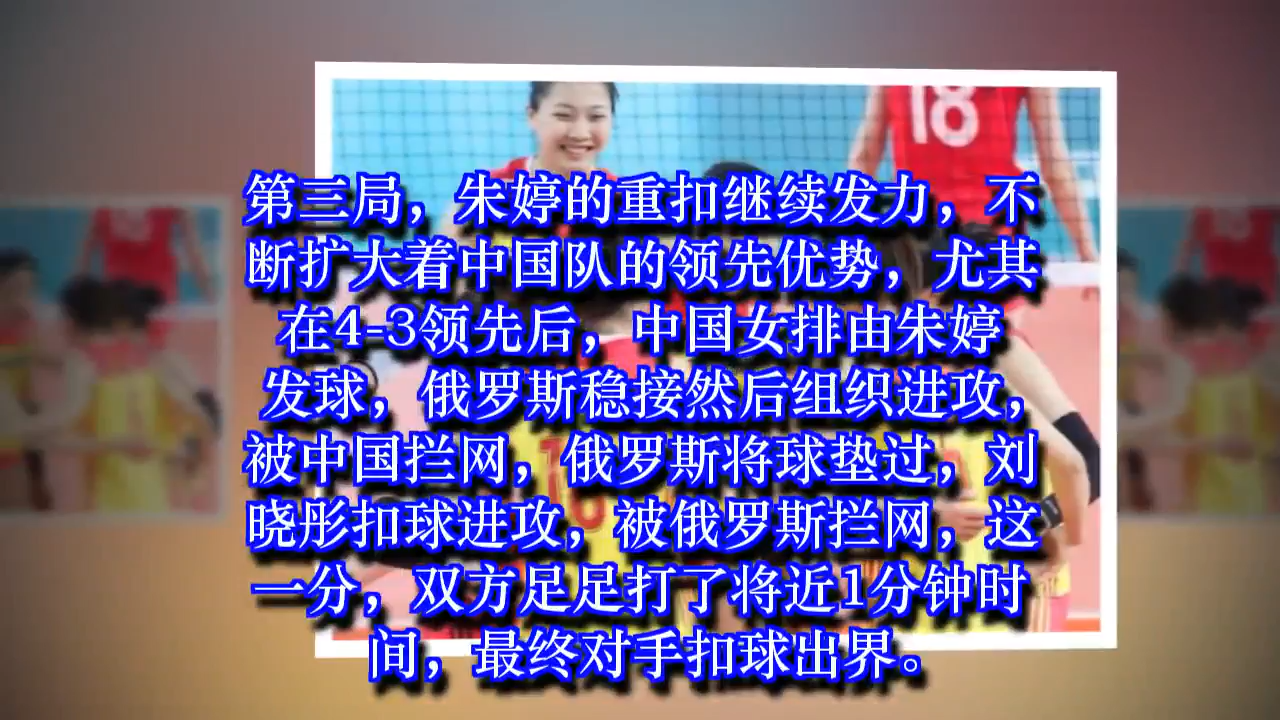 18
第三局，朱婷的重扣继续发力，不
断扩大着中国队的领先优势，尤其
在4-3领先后，中国女排由朱婷
发球，俄罗斯稳接然后组织进攻，
被中国拦网，俄罗斯将球垫过，刘
晓彤扣球进攻，被俄罗斯拦网，这
一分，双方足足打了将近1分钟时
间，最终对手扣球出界。